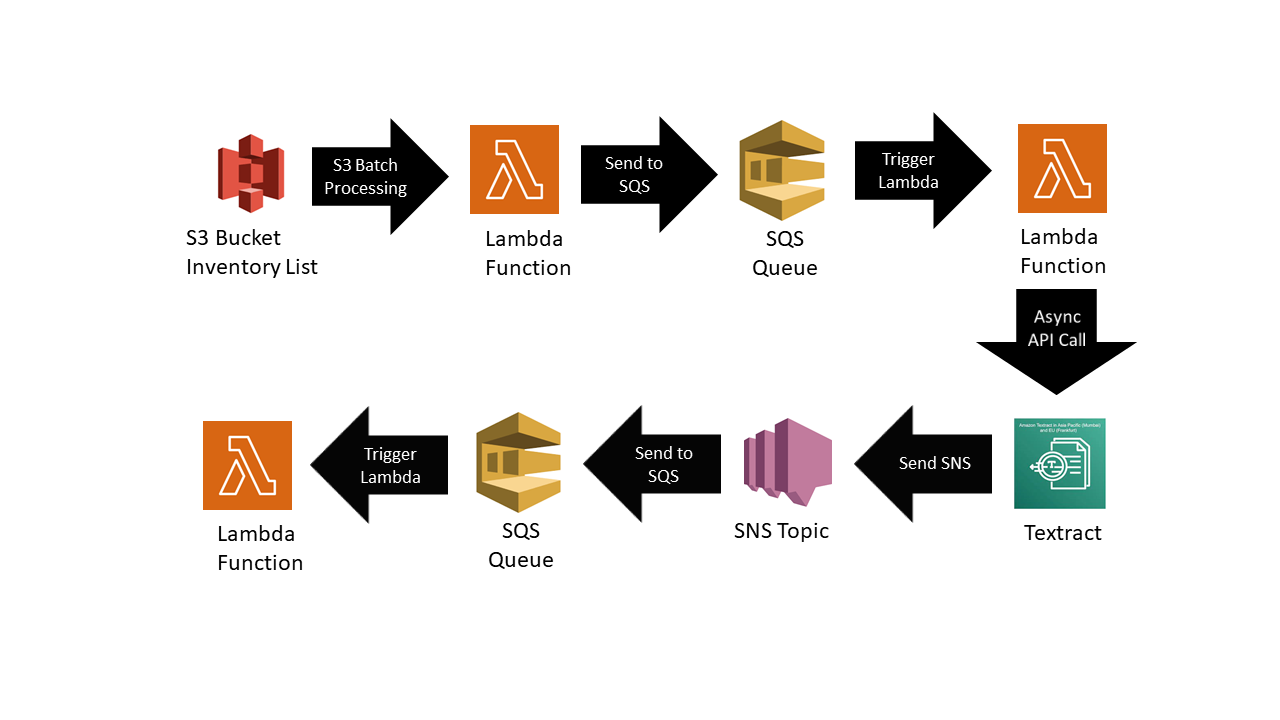 S3 Batch
Processing
Send to
SQS
Trigger
Lambda
S3 Bucket
Inventory List
Lambda
Function
SQS
Queue
Lambda
Function
Async
API Call
Amazon Textract in Asia Pacific (Mumbai)
and EU (Frankfurt)
Send SNS
Send to
SQS
Trigger
Lambda
Textract
SNS Topic
SQS
Queue
Lambda
Function